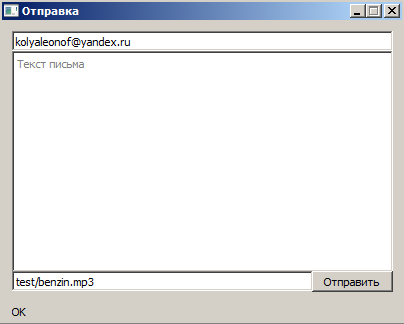 Отправка
kolyaleonof@yandex.ru
Текст письма
test/benzin.mp3
Отправить
OK